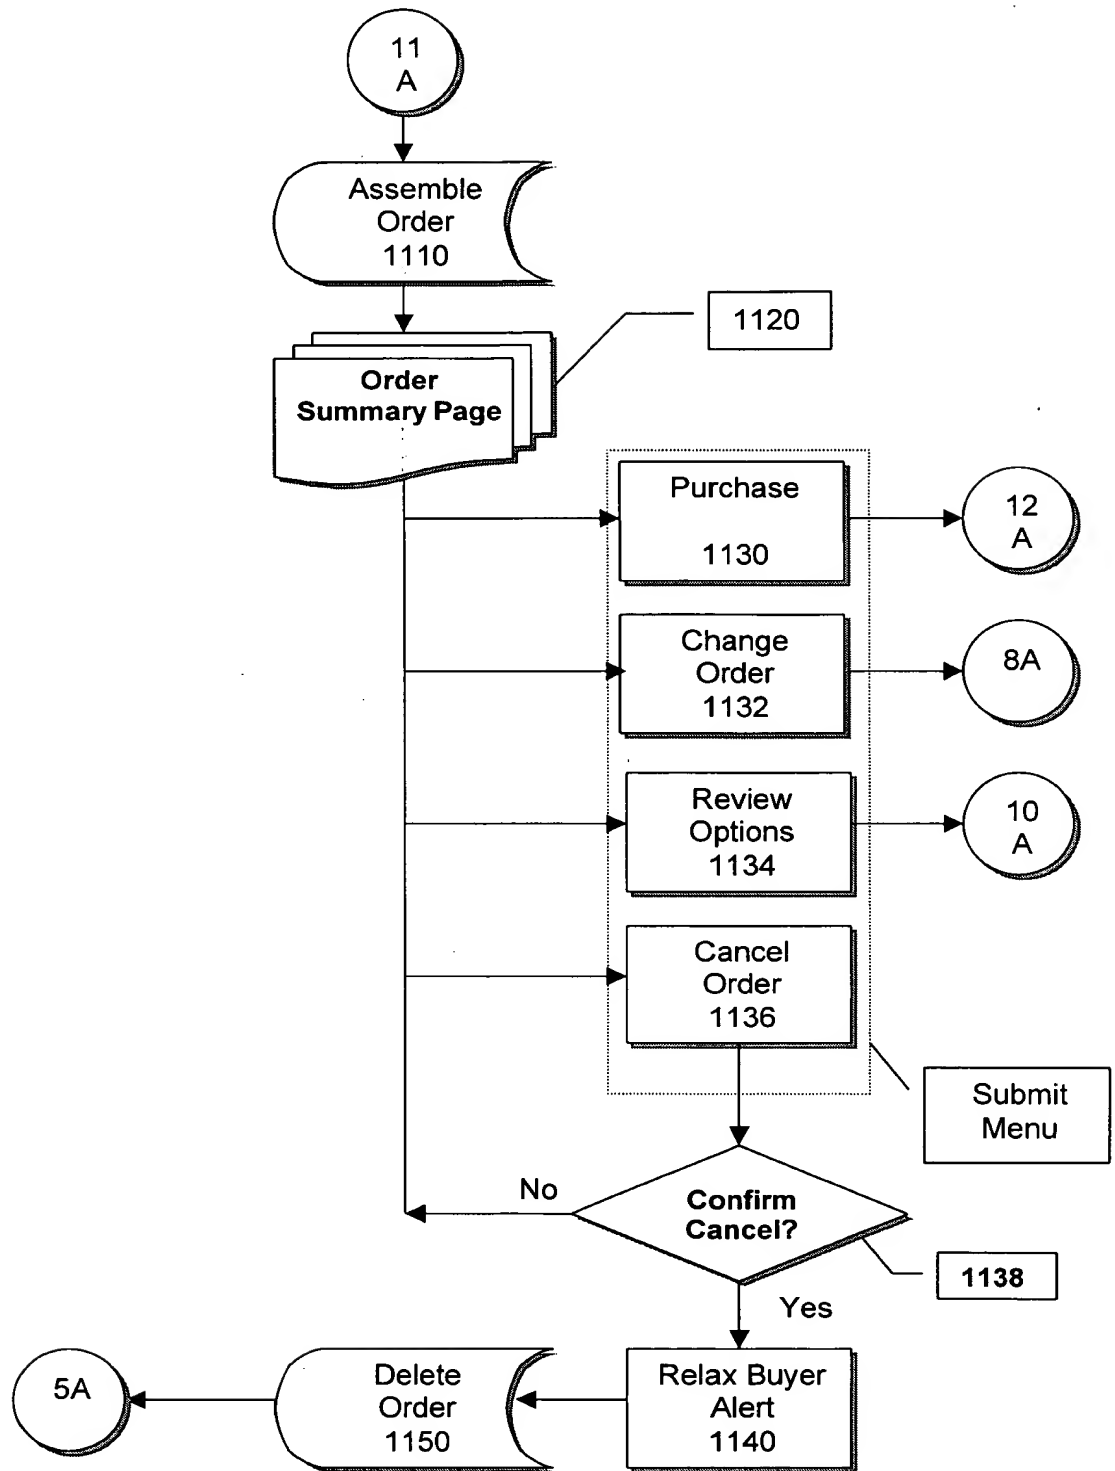 11
A
Assemble
Order
1110
1120
Order
Summary Page
Purchase
1130
12
A
Change
Order
1132
8A
Review
Options
1134
10
A
Cancel
Order
1136
Submit
Menu
No
Confirm
Cancel?
1138
Yes
5A
Delete
Order
1150
Relax Buyer
Alert
1140